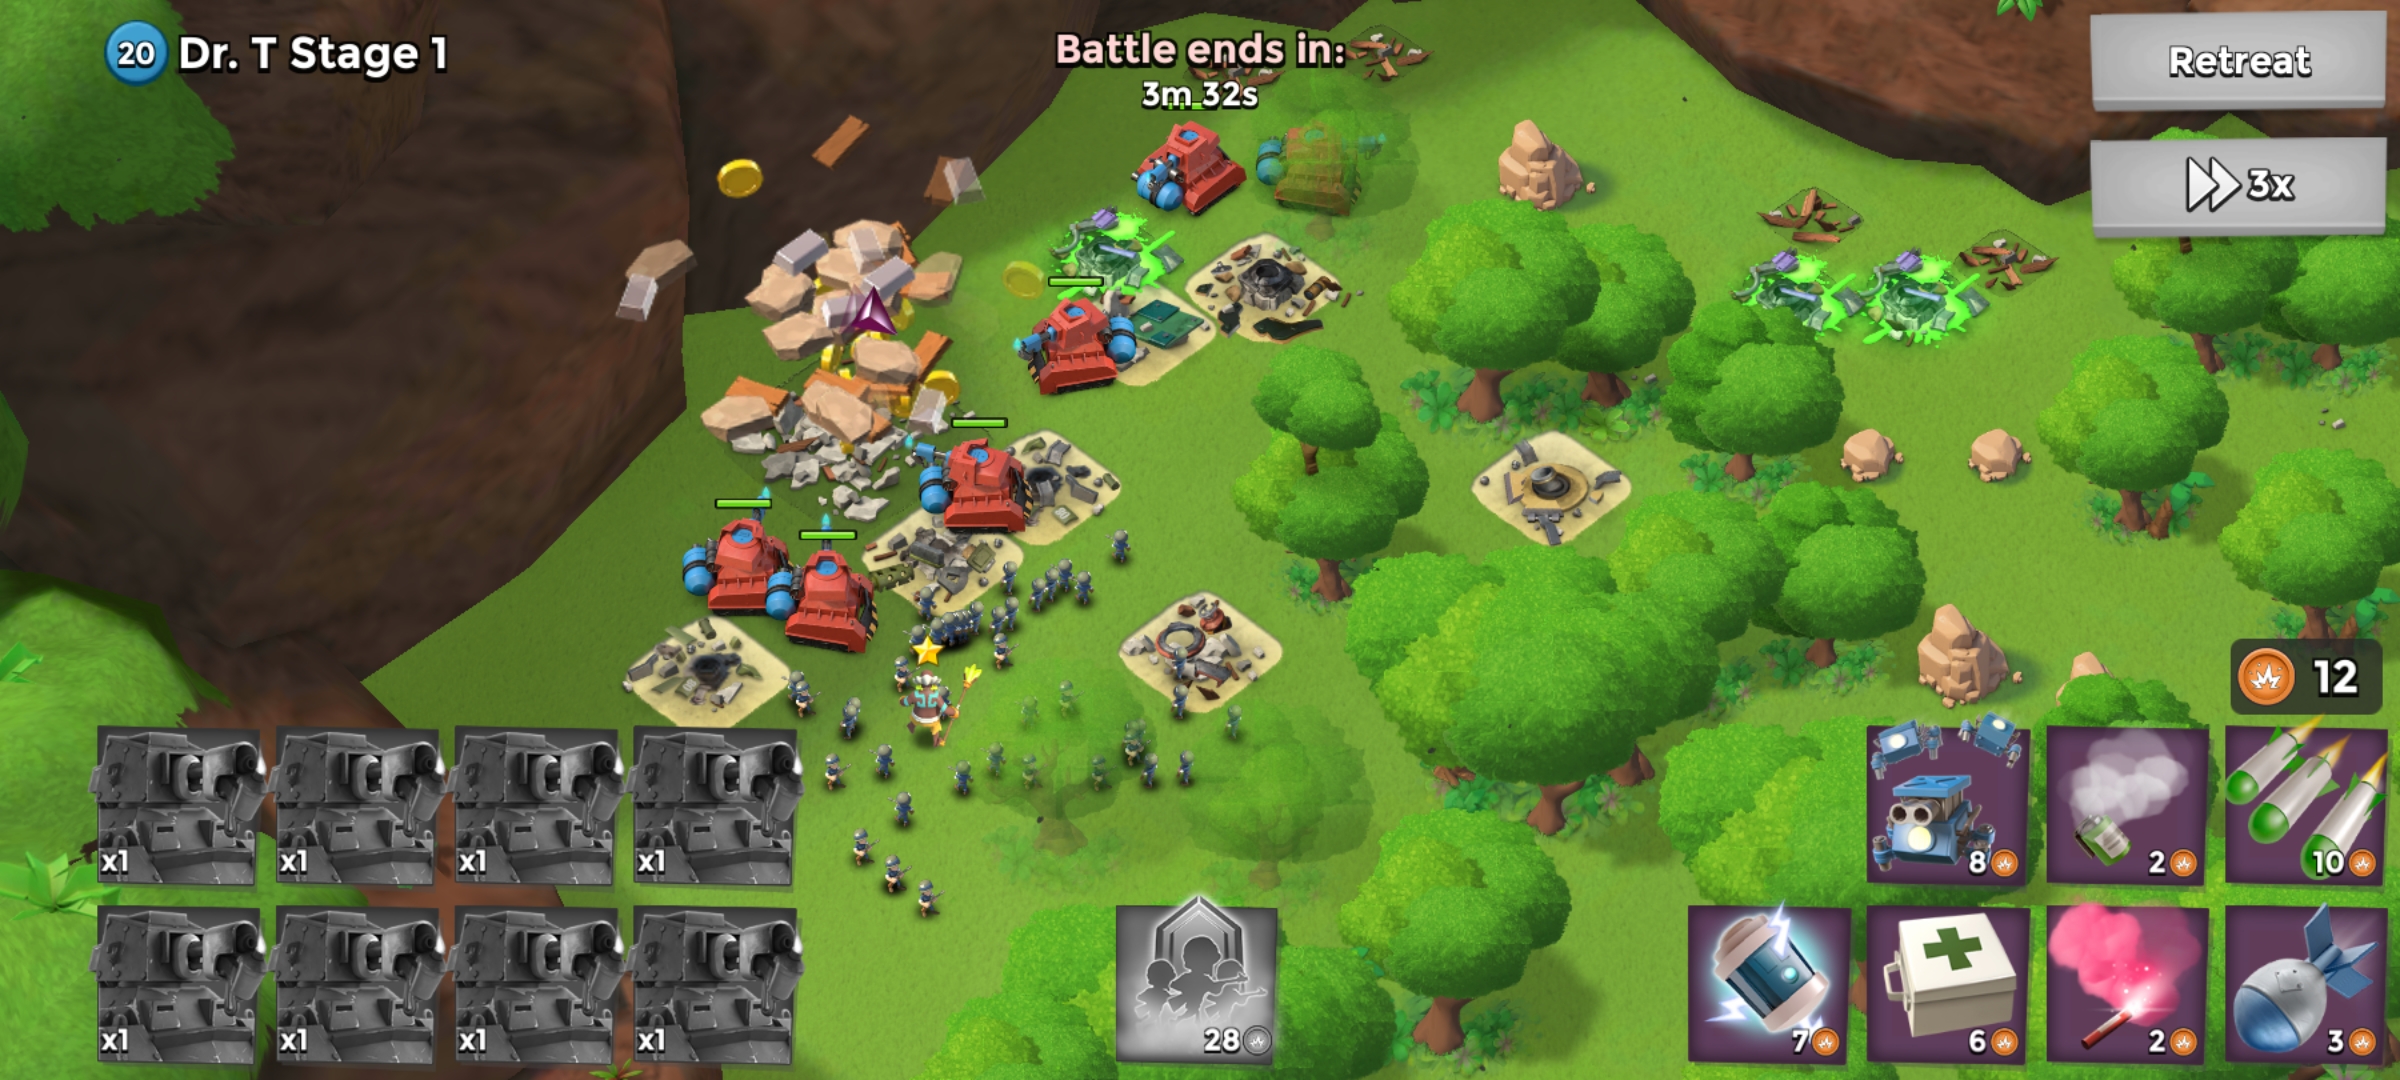 20 Dr. T Stage 1
Battle ends in:
3m 32s
Retreat
3x
12
x1 x1 x1 x1
8 2 10
x1 x1 x1 x1
28
7 6 2 3